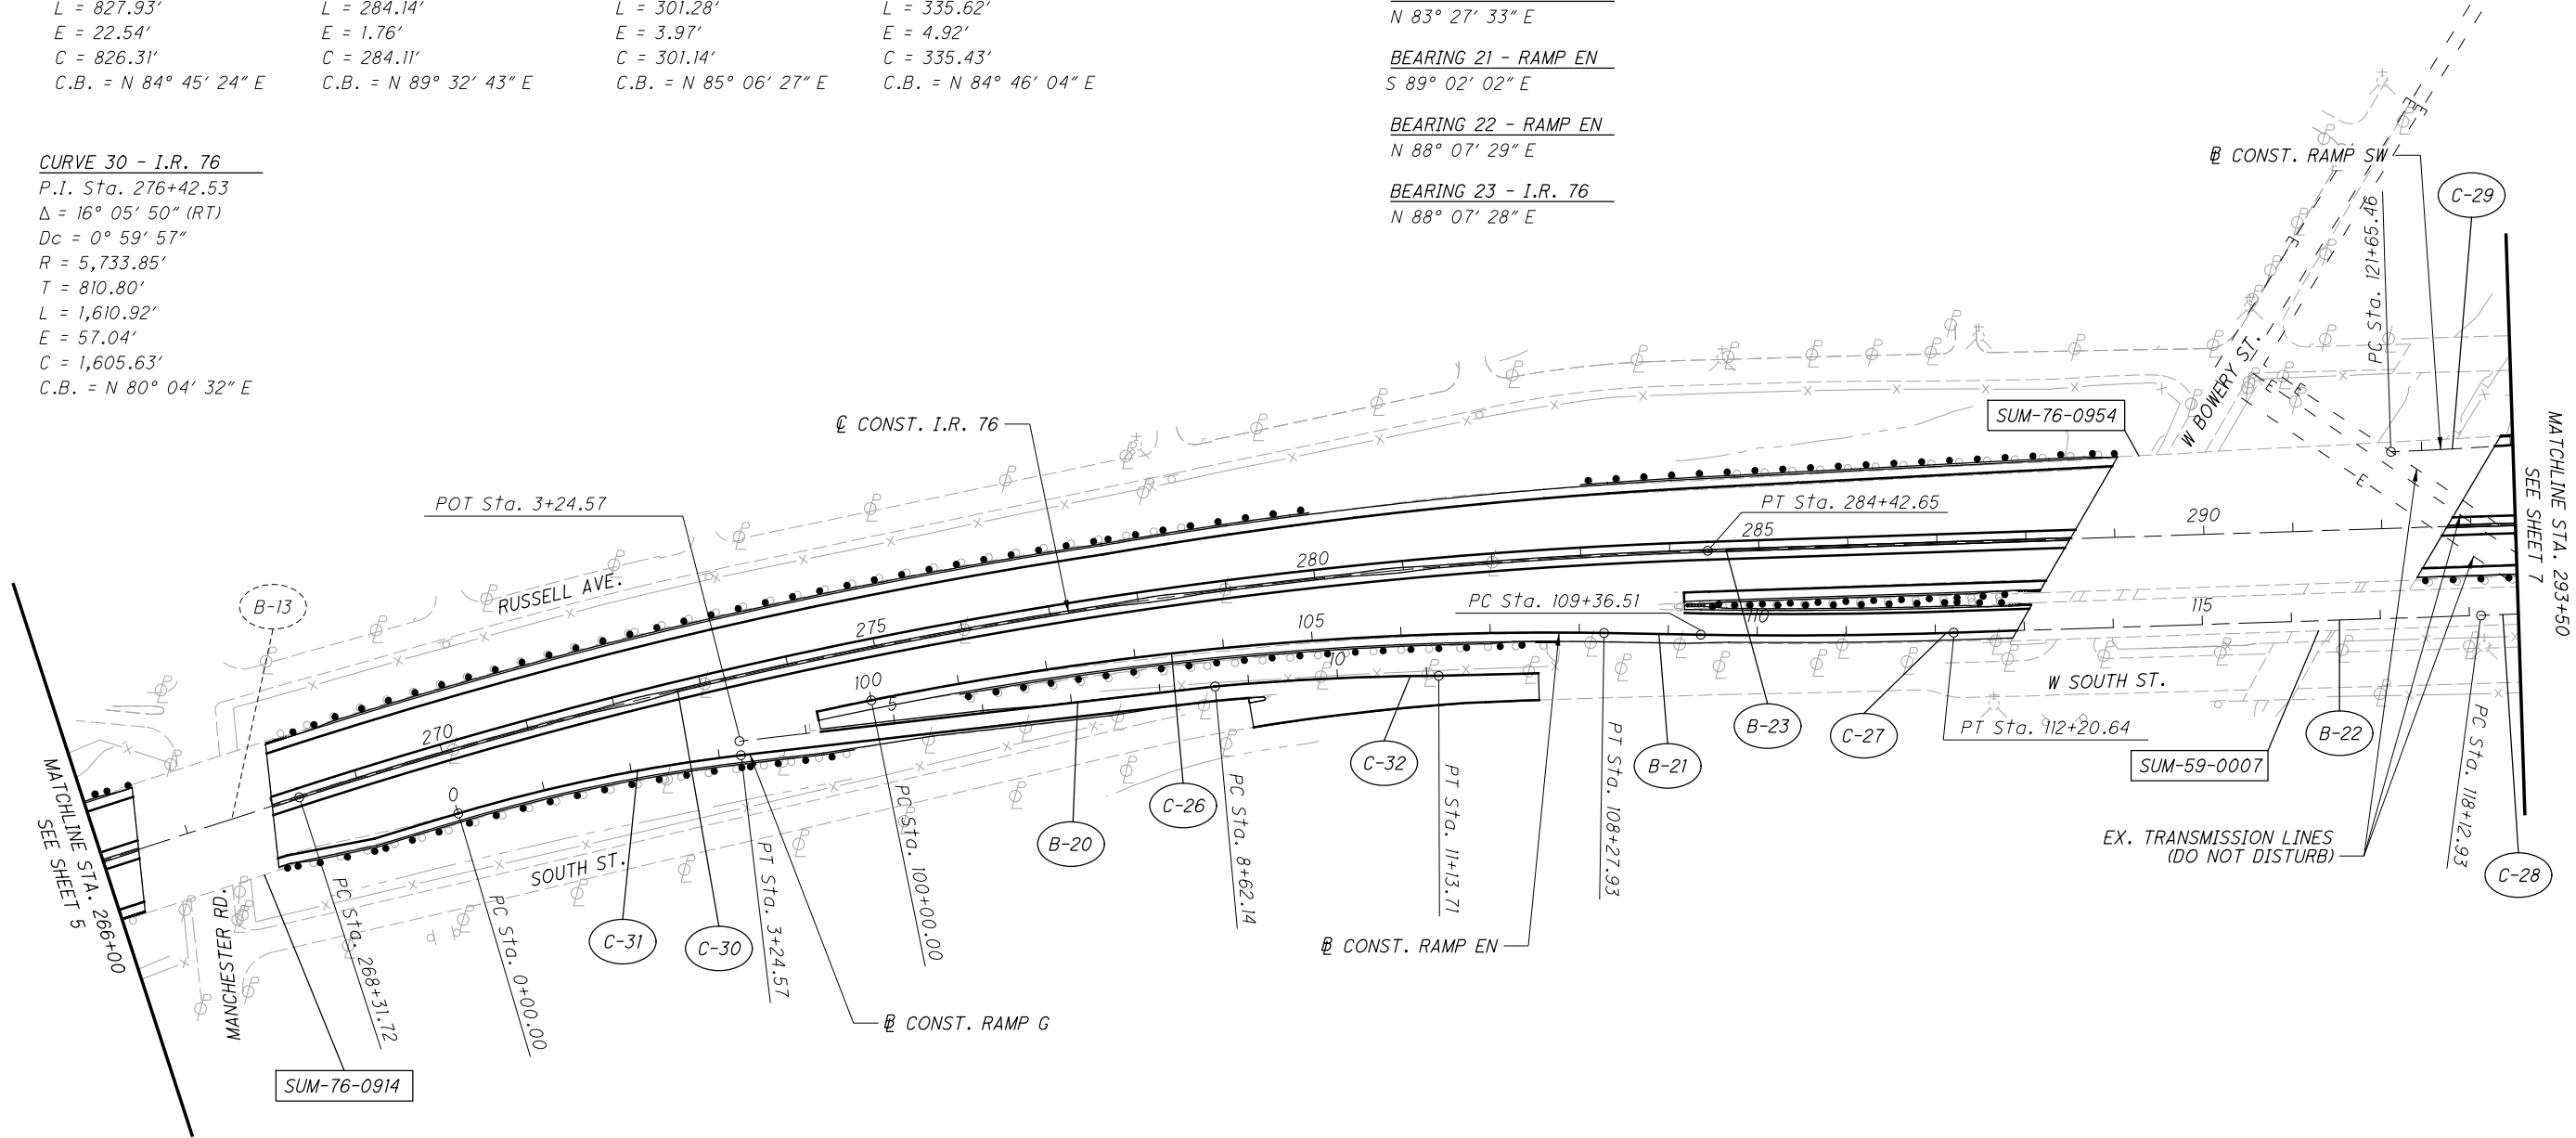 L = 827.93'
E = 22.54'
C = 826.31'
C.B. = N 84° 45' 24" E
L = 284.14'
E = 1.76'
C = 284.11'
C.B. = N 89° 32' 43" E
L = 301.28'
E = 3.97'
C = 301.14'
C.B. = N 85° 06' 27" E
L = 335.62'
E = 4.92'
C = 335.43'
C.B. = N 84° 46' 04" E
N 83° 27' 33" E
BEARING 21 - RAMP EN
S 89° 02' 02" E
BEARING 22 - RAMP EN
N 88° 07' 29" E
BEARING 23 - I.R. 76
N 88° 07' 28" E
CURVE 30 - I.R. 76
P.I. Sta. 276+42.53
Δ = 16° 05' 50" (RT)
Dc = 0° 59' 57"
R = 5,733.85'
T = 810.80'
L = 1,610.92'
E = 57.04'
C = 1,605.63'
C.B. = N 80° 04' 32" E
℄ CONST. RAMP SW
C-29
PC Sta. 121+65.46
W BOWERY ST.
SUM-76-0954
MATCHLINE STA. 293+50
SEE SHEET 7
℄ CONST. I.R. 76
POT Sta. 3+24.57
PT Sta. 284+42.65
PC Sta. 109+36.51
B-13
RUSSELL AVE.
270
275
280
285
290
0
5
10
100
105
110
115
W SOUTH ST.
PT Sta. 112+20.64
SUM-59-0007
B-22
C-27
B-23
B-21
C-32
C-26
B-20
C-30
C-31
C-28
PC Sta. 118+12.93
EX. TRANSMISSION LINES
(DO NOT DISTURB)
PT Sta. 108+27.93
PT Sta. 11+13.71
PC Sta. 8+62.14
PC Sta. 100+00.00
PT Sta. 3+24.57
PC Sta. 0+00.00
PC Sta. 268+31.72
℄ CONST. RAMP EN
℄ CONST. RAMP G
SOUTH ST.
MANCHESTER RD.
MATCHLINE STA. 266+00
SEE SHEET 5
SUM-76-0914